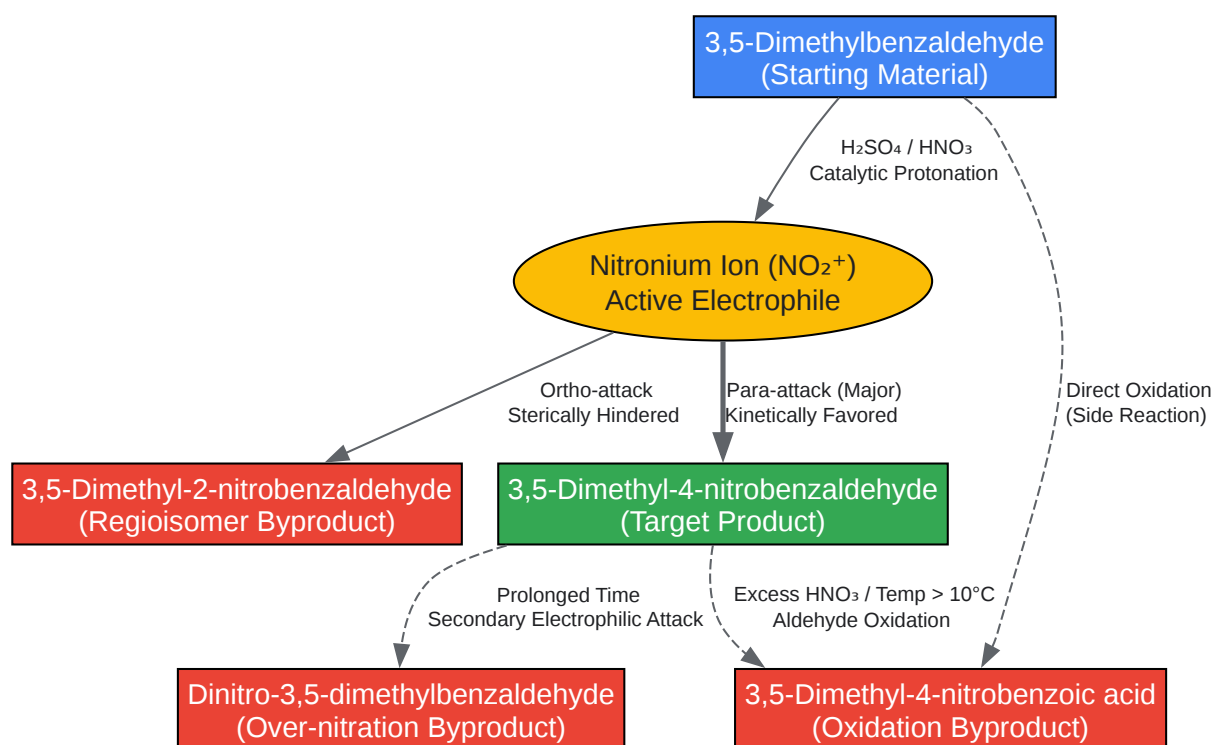 3,5-Dimethylbenzaldehyde
(Starting Material)
H₂SO₄ / HNO₃
Catalytic Protonation
Nitronium Ion (NO₂⁺)
Active Electrophile
Ortho-attack
Sterically Hindered
Para-attack (Major)
Kinetically Favored
Direct Oxidation
(Side Reaction)
3,5-Dimethyl-2-nitrobenzaldehyde
(Regioisomer Byproduct)
3,5-Dimethyl-4-nitrobenzaldehyde
(Target Product)
Prolonged Time
Secondary Electrophilic Attack
Excess HNO₃ / Temp > 10°C
Aldehyde Oxidation
Dinitro-3,5-dimethylbenzaldehyde
(Over-nitration Byproduct)
3,5-Dimethyl-4-nitrobenzoic acid
(Oxidation Byproduct)